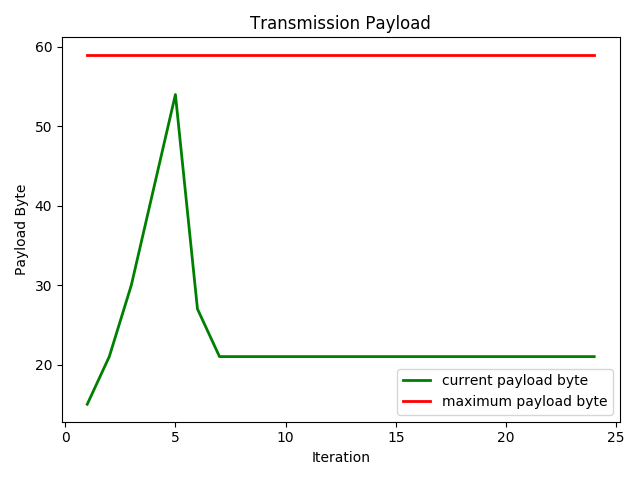 Transmission Payload
60
50
40
30
20
Payload Byte
current payload byte
maximum payload byte
0
5
10
15
20
25
Iteration